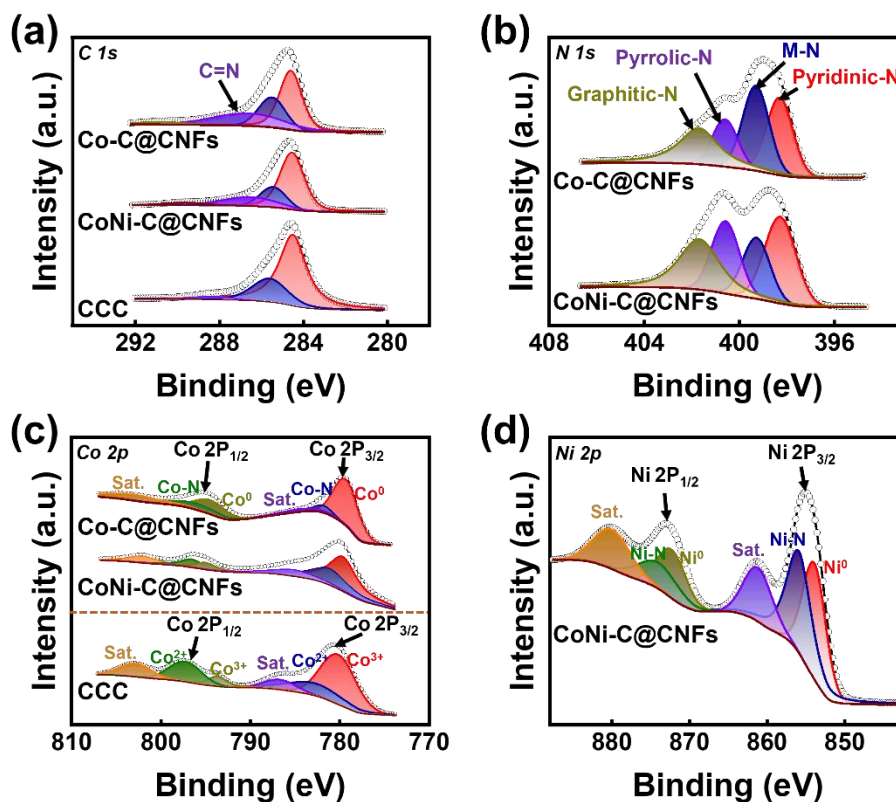 (a)
C 1s
C=N
Co-C@CNFs
CoNi-C@CNFs
CCC
Intensity (a.u.)
292 288 284 280
Binding (eV)
(b)
N 1s
M-N
Pyrrolic-N
Pyridinic-N
Graphitic-N
Co-C@CNFs
CoNi-C@CNFs
Intensity (a.u.)
408 404 400 396
Binding (eV)
(c)
Co 2p
Co 2P1/2
Co 2P3/2
Sat. Co-N Co0 Sat. Co-N Co0
Co-C@CNFs
CoNi-C@CNFs
Co 2P1/2
Co 2P3/2
Sat. Co2+ Co3+ Sat. Co2+ Co3+
CCC
Intensity (a.u.)
810 800 790 780 770
Binding (eV)
(d)
Ni 2p
Ni 2P3/2
Ni 2P1/2
Sat. Ni-N Ni0 Sat. Ni-N Ni0
CoNi-C@CNFs
Intensity (a.u.)
880 870 860 850
Binding (eV)